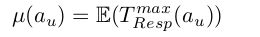 μ(a_u) = 𝔼(T_{Resp}^{max}(a_u))